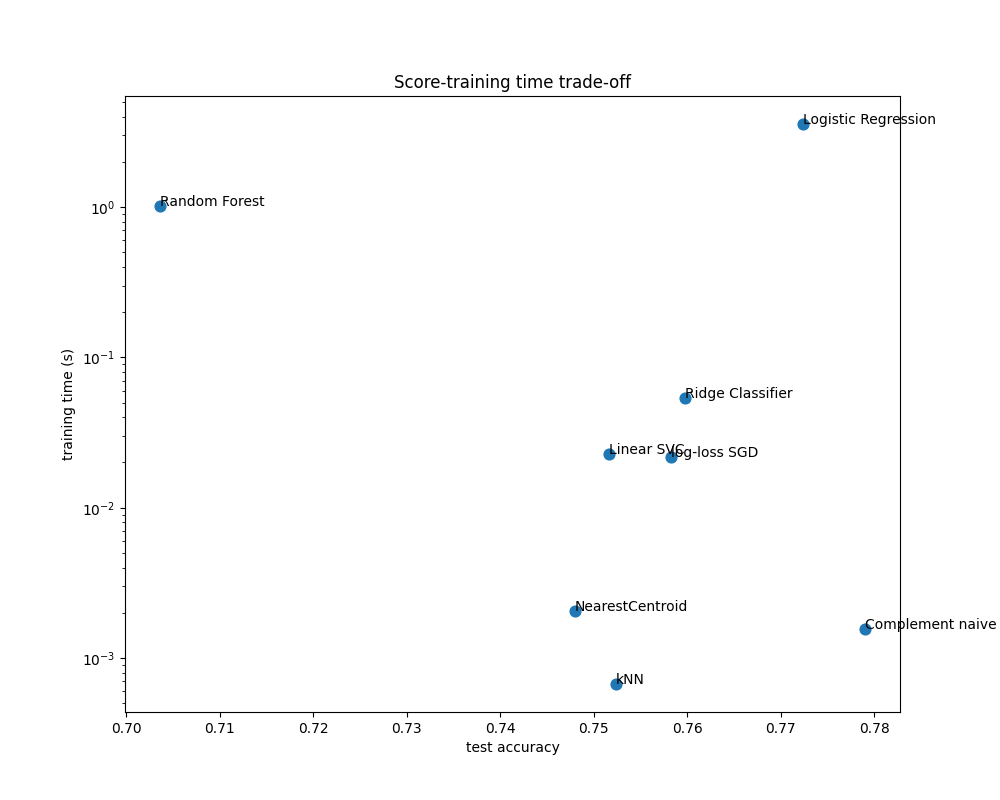 Score-training time trade-off
Logistic Regression
Random Forest
Ridge Classifier
Linear SVC
log-loss SGD
NearestCentroid
Complement naive
kNN
training time (s)
10⁰
10⁻¹
10⁻²
10⁻³
0.70 0.71 0.72 0.73 0.74 0.75 0.76 0.77 0.78
test accuracy